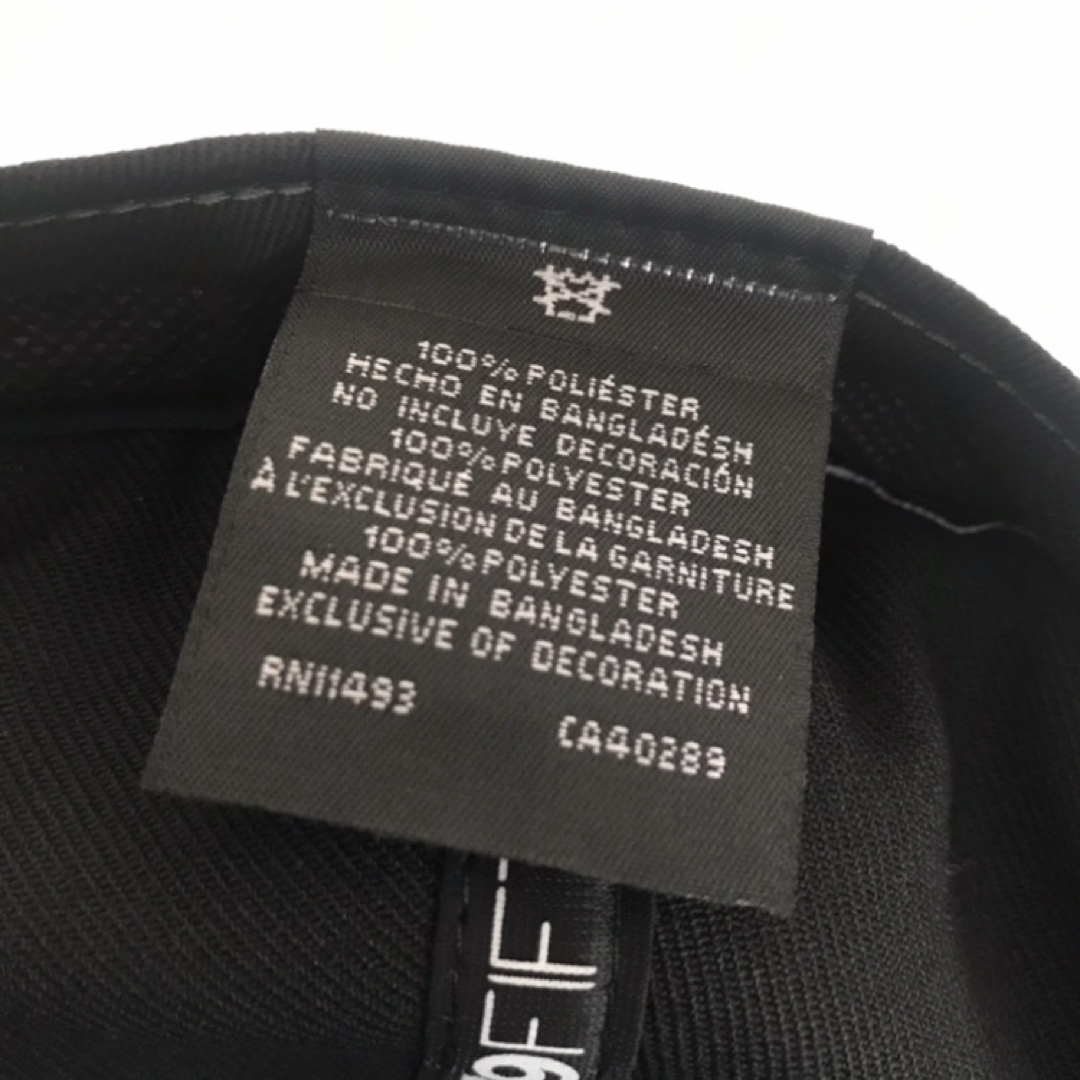 100% POLIÉSTER
HECHO EN BANGLADÉSH
NO INCLUYE DECORACIÓN
100% POLYESTER
FABRIQUÉ AU BANGLADESH
À L'EXCLUSION DE LA GARNITURE
100% POLYESTER
MADE IN BANGLADESH
EXCLUSIVE OF DECORATION
RN11493
CA40289
9FIFT